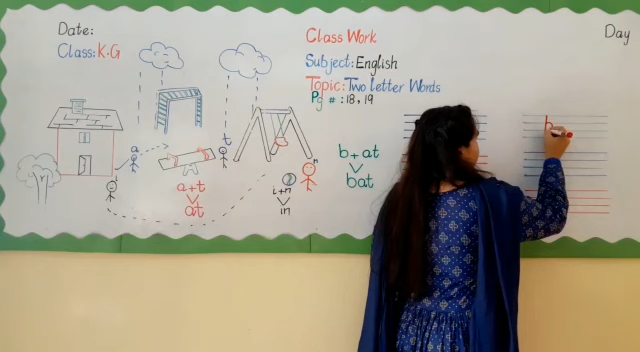 Date:
Class: K.G
Class Work
Subject: English
Topic: Two letter Words
Pg #: 18, 19
Day
a
t
i
n
a+t
at
i+n
in
b+at
bat
b